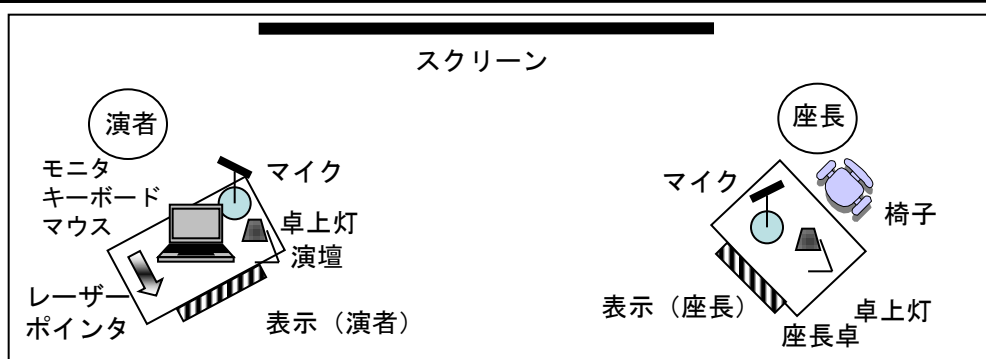 スクリーン
演者
座長
モニタ
キーボード
マウス
マイク
卓上灯
演壇
レーザー
ポインタ
表示（演者）
マイク
椅子
表示（座長）
卓上灯
座長卓